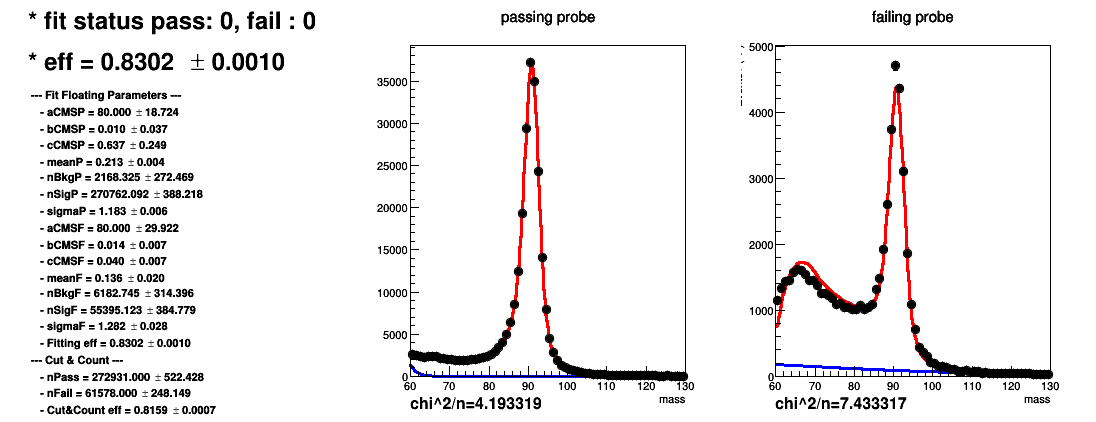 * fit status pass: 0, fail : 0
* eff = 0.8302 ± 0.0010
--- Fit Floating Parameters ---
- aCMSP = 80.000 ± 18.724
- bCMSP = 0.010 ± 0.037
- cCMSP = 0.637 ± 0.249
- meanP = 0.213 ± 0.004
- nBkgP = 2168.325 ± 272.469
- nSigP = 270762.092 ± 388.218
- sigmaP = 1.183 ± 0.006
- aCMSF = 80.000 ± 29.922
- bCMSF = 0.014 ± 0.007
- cCMSF = 0.040 ± 0.007
- meanF = 0.136 ± 0.020
- nBkgF = 6182.745 ± 314.396
- nSigF = 55395.123 ± 384.779
- sigmaF = 1.282 ± 0.028
- Fitting eff = 0.8302 ± 0.0010
--- Cut & Count ---
- nPass = 272931.000 ± 522.428
- nFail = 61578.000 ± 248.149
- Cut&Count eff = 0.8159 ± 0.0007
passing probe
35000
30000
25000
20000
15000
10000
5000
0
60 70 80 90 100 110 120 130
mass
chi^2/n=4.193319
failing probe
5000
4000
3000
2000
1000
0
60 70 80 90 100 110 120 130
mass
chi^2/n=7.433317